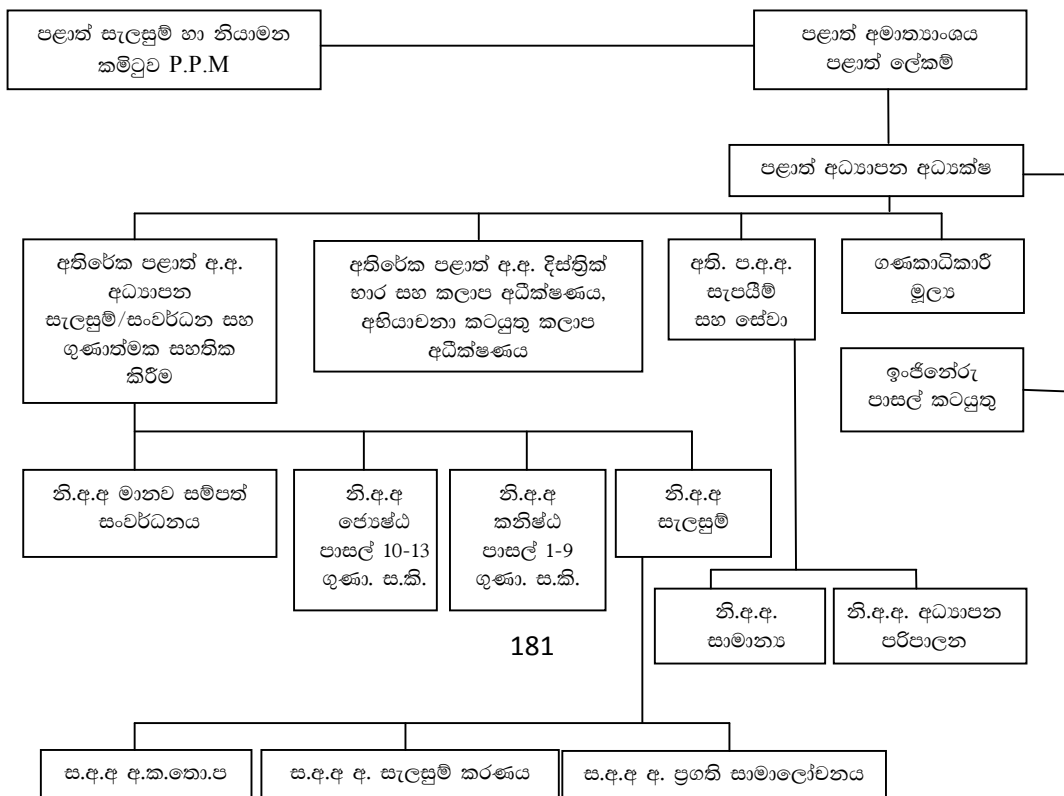 පළාත් සැලසුම් හා නියාමන
කමිටුව P.P.M
පළාත් අමාත්‍යාංශය
පළාත් ලේකම්
පළාත් අධ්‍යාපන අධ්‍යක්ෂ
අතිරේක පළාත් අ.අ.
අධ්‍යාපන
සැලසුම්/සංවර්ධන සහ
ගුණාත්මක සහතික
කිරීම
අතිරේක පළාත් අ.අ. දිස්ත්‍රික්
භාර සහ කලාප අධීක්ෂණය,
අභියාචනා කටයුතු කලාප
අධීක්ෂණය
අති. ප.අ.අ.
සැපයීම්
සහ සේවා
ගණකාධිකාරී
මූල්‍ය
ඉංජිනේරු
පාසල් කටයුතු
නි.අ.අ මානව සම්පත්
සංවර්ධනය
නි.අ.අ
ජ්‍යෙෂ්ඨ
පාසල් 10-13
ගුණා. ස.කි.
නි.අ.අ
කනිෂ්ඨ
පාසල් 1-9
ගුණා. ස.කි.
නි.අ.අ
සැලසුම්
නි.අ.අ.
සාමාන්‍ය
නි.අ.අ. අධ්‍යාපන
පරිපාලන
181
ස.අ.අ අ.ක.තො.ප
ස.අ.අ අ. සැලසුම් කරණය
ස.අ.අ අ. ප්‍රගති සාමාලෝචනය